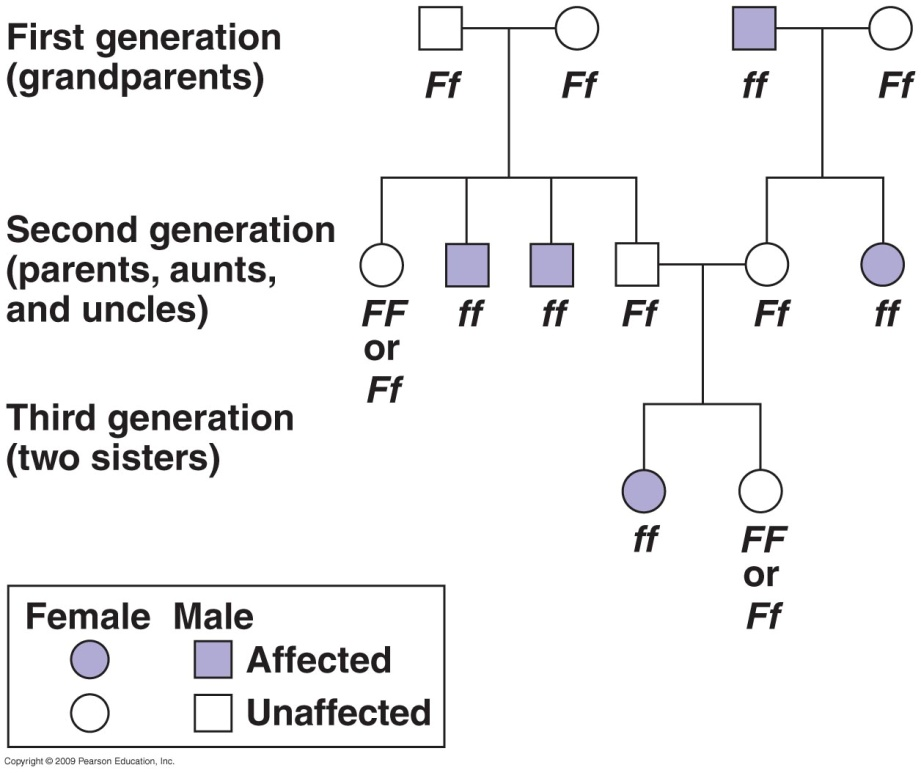 First generation
(grandparents)
Ff Ff ff Ff
Second generation
(parents, aunts,
and uncles)
FF
or
Ff
ff ff Ff Ff ff
Third generation
(two sisters)
ff
FF
or
Ff
Female Male
Affected
Unaffected
Copyright © 2009 Pearson Education, Inc.